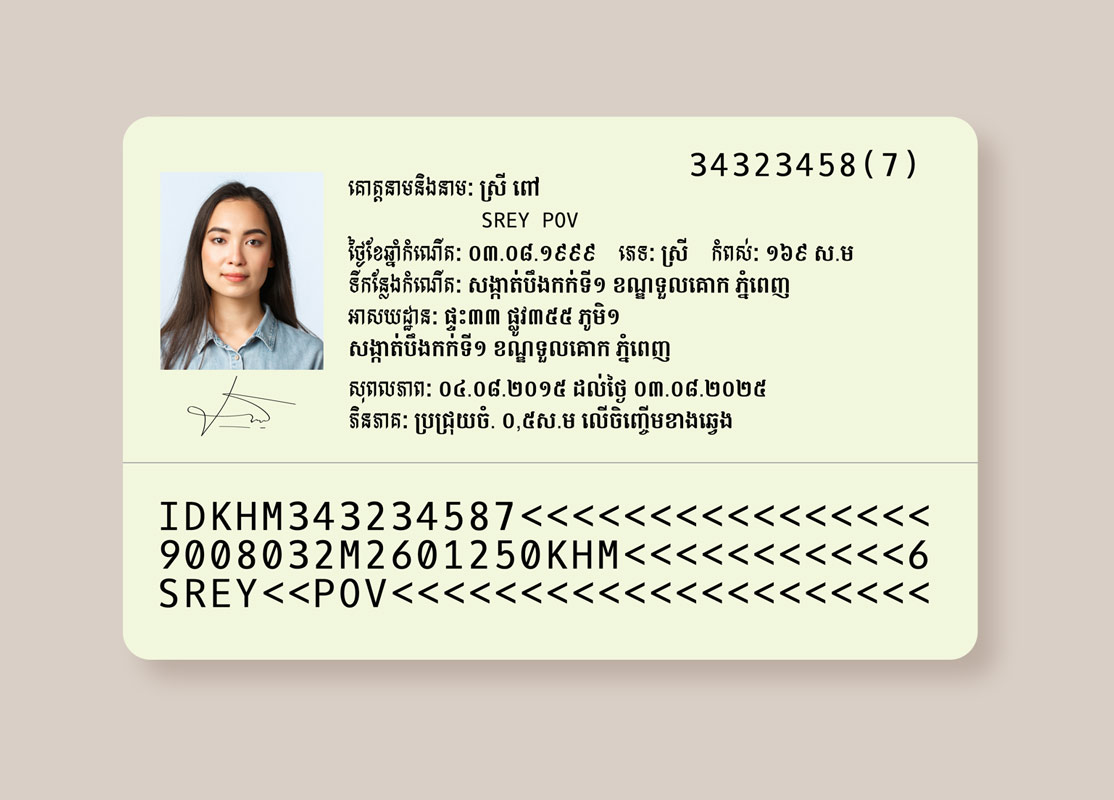 34323458(7)
គោត្តនាមនិងនាម: ស្រី ពៅ
SREY POV
ថ្ងៃខែឆ្នាំកំណើត: ០៣.០៨.១៩៩៩ ភេទ: ស្រី កំពស់: ១៦៩ ស.ម
ទីកន្លែងកំណើត: សង្កាត់បឹងកក់ទី១ ខណ្ឌទួលគោក ភ្នំពេញ
អាសយដ្ឋាន: ផ្ទះ៣៣ ផ្លូវ៣៥៥ ភូមិ១
សង្កាត់បឹងកក់ទី១ ខណ្ឌទួលគោក ភ្នំពេញ
សុពលភាព: ០៤.០៨.២០១៥ ដល់ថ្ងៃ ០៣.០៨.២០២៥
ភិនភាគ: ប្រជ្រុយចំ. ០,៥ស.ម លើចិញ្ចើមខាងឆ្វេង
IDKHM343234587<<<<<<<<<<<<<<<<
9008032M2601250KHM<<<<<<<<<<<6
SREY<<POV<<<<<<<<<<<<<<<<<<<<<